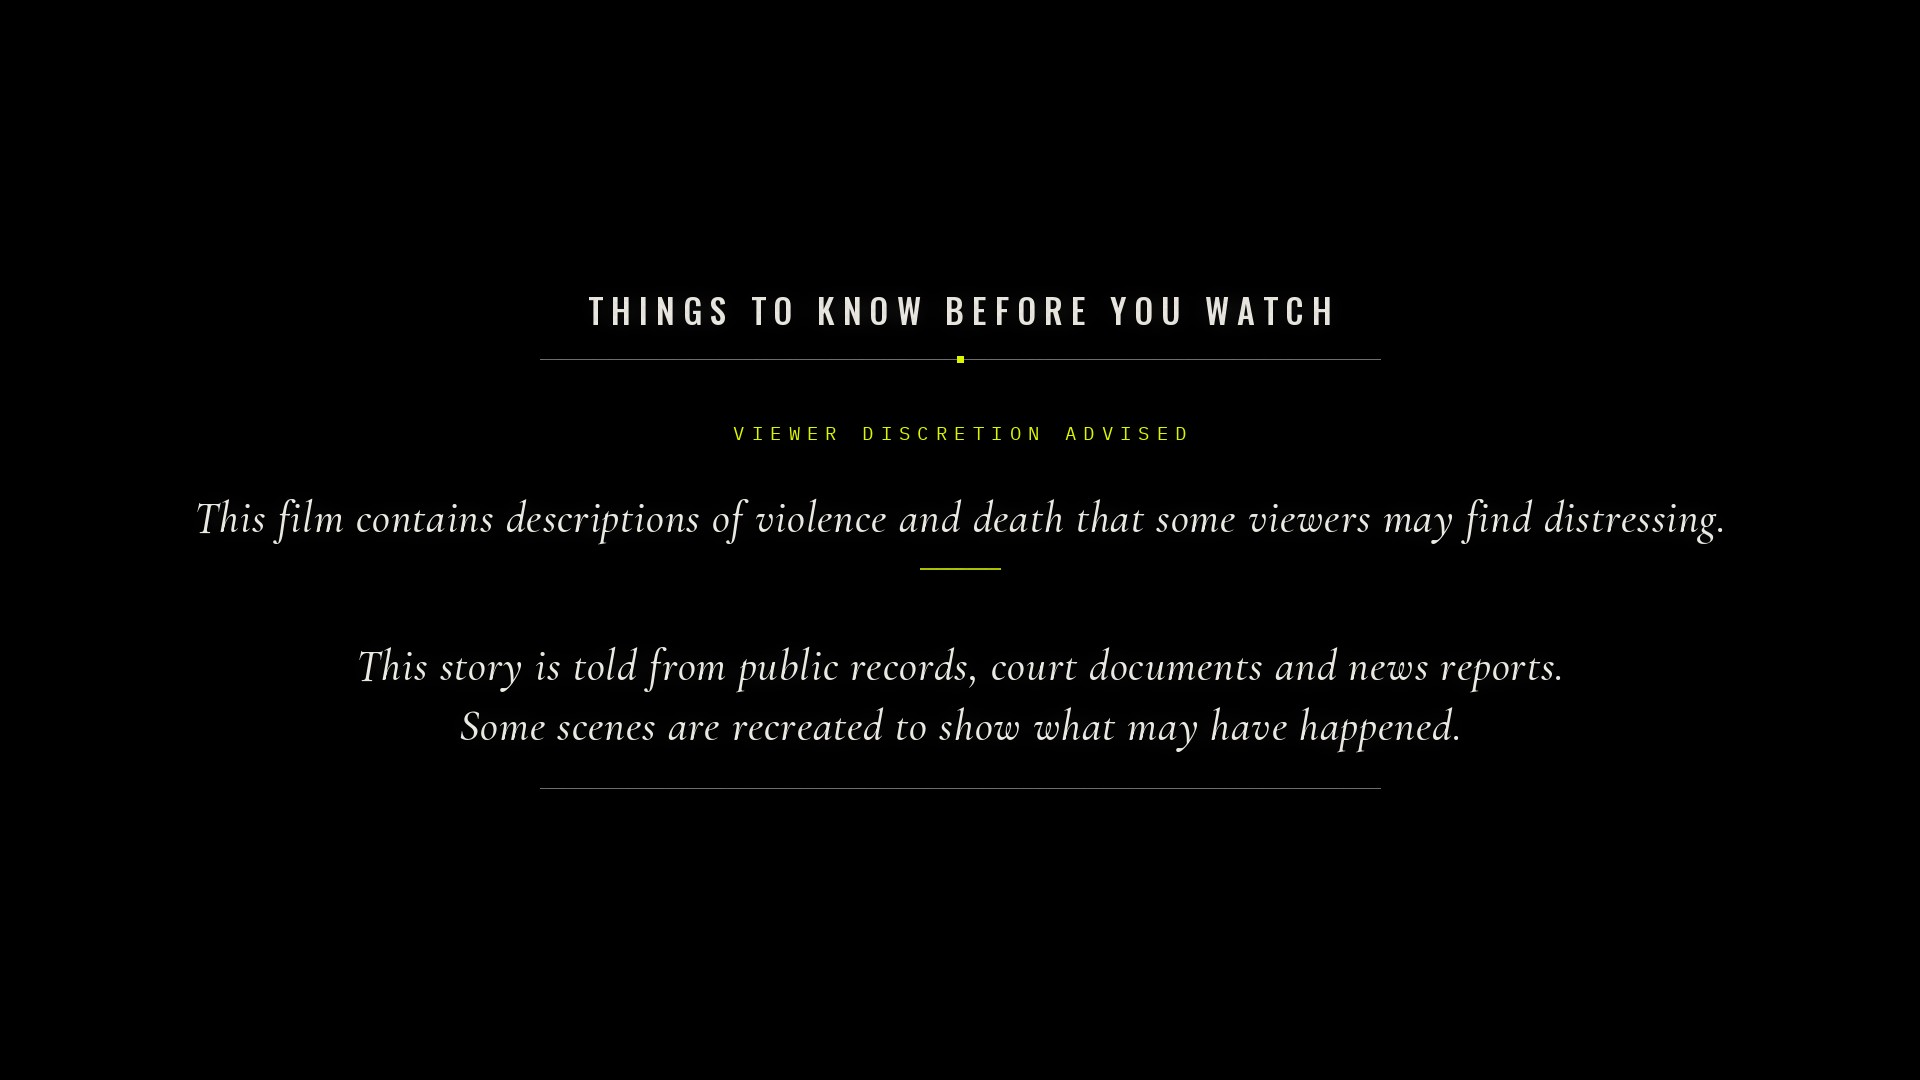 THINGS TO KNOW BEFORE YOU WATCH
VIEWER DISCRETION ADVISED
This film contains descriptions of violence and death that some viewers may find distressing.
This story is told from public records, court documents and news reports.
Some scenes are recreated to show what may have happened.